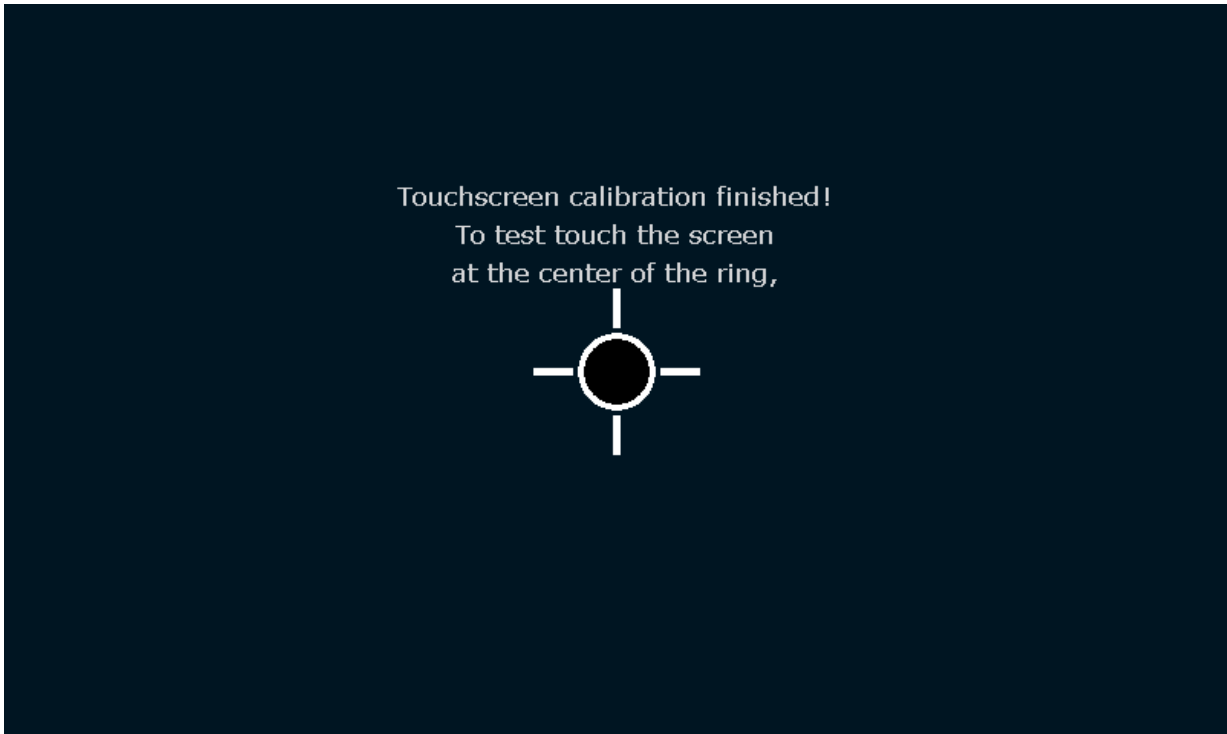 Touchscreen calibration finished!
To test touch the screen
at the center of the ring,